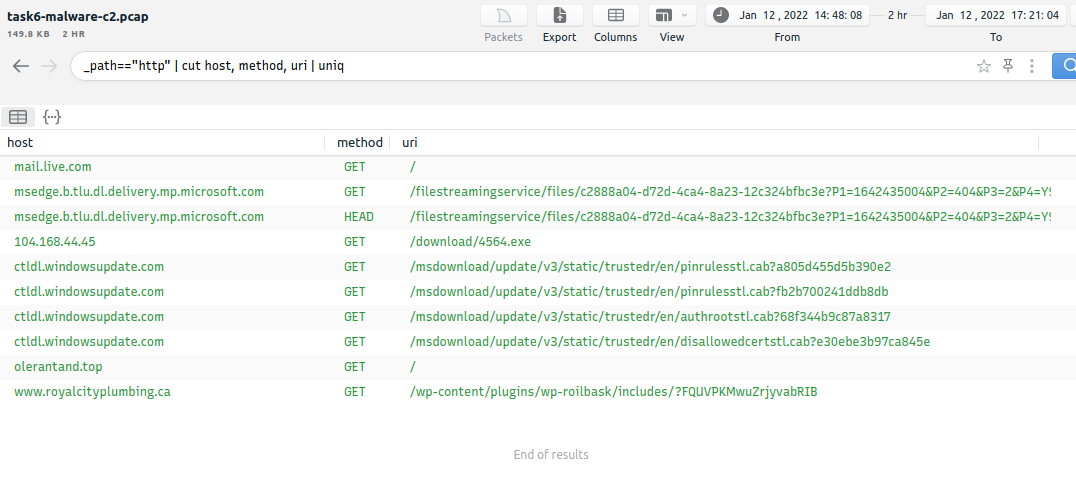 task6-malware-c2.pcap
149.8 KB 2 HR
Packets Export Columns View
Jan 12 , 2022 14:48:08 2 hr Jan 12 , 2022 17:21:04
From To
_path=="http" | cut host, method, uri | uniq
host method uri
mail.live.com GET /
msedge.b.tlu.dl.delivery.mp.microsoft.com GET /filestreamingservice/files/c2888a04-d72d-4ca4-8a23-12c324bfbc3e?P1=1642435004&P2=404&P3=2&P4=Y9
msedge.b.tlu.dl.delivery.mp.microsoft.com HEAD /filestreamingservice/files/c2888a04-d72d-4ca4-8a23-12c324bfbc3e?P1=1642435004&P2=404&P3=2&P4=Y9
104.168.44.45 GET /download/4564.exe
ctldl.windowsupdate.com GET /msdownload/update/v3/static/trustedr/en/pinrulesstl.cab?a805d455d5b390e2
ctldl.windowsupdate.com GET /msdownload/update/v3/static/trustedr/en/pinrulesstl.cab?fb2b700241ddb8db
ctldl.windowsupdate.com GET /msdownload/update/v3/static/trustedr/en/authrootstl.cab?68f344b9c87a8317
ctldl.windowsupdate.com GET /msdownload/update/v3/static/trustedr/en/disallowedcertstl.cab?e30ebe3b97ca845e
olerantand.top GET /
www.royalcityplumbing.ca GET /wp-content/plugins/wp-roilbask/includes/?FQUVPKMwuZrjyvabRIB
End of results